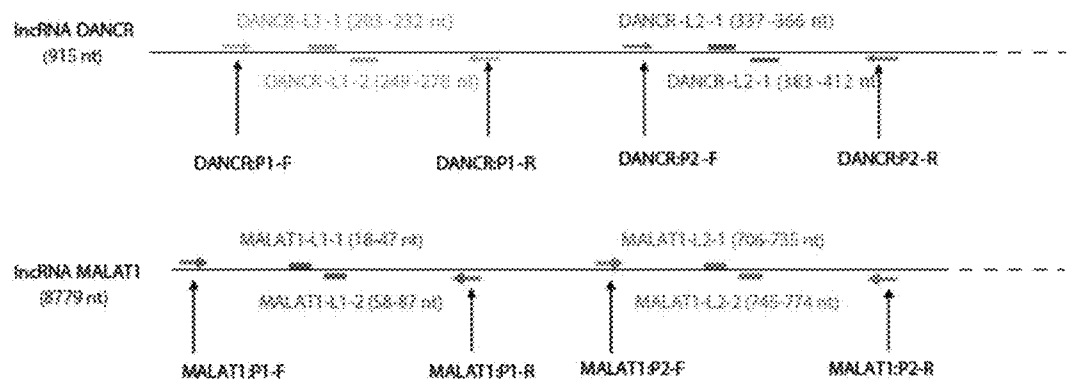 DANCR-L1-1 (203-232 nt) DANCR-L2-1 (337-366 nt)
lncRNA DANCR
(915 nt)
DANCR-L1-2 (249-278 nt) DANCR-L2-1 (383-412 nt)
DANCR:P1-F DANCR:P1-R DANCR:P2-F DANCR:P2-R
MALAT1-L1-1 (18-47 nt) MALAT1-L2-1 (706-735 nt)
lncRNA MALAT1
(8779 nt)
MALAT1-L1-2 (58-87 nt) MALAT1-L2-2 (745-774 nt)
MALAT1:P1-F MALAT1:P1-R MALAT1:P2-F MALAT1:P2-R